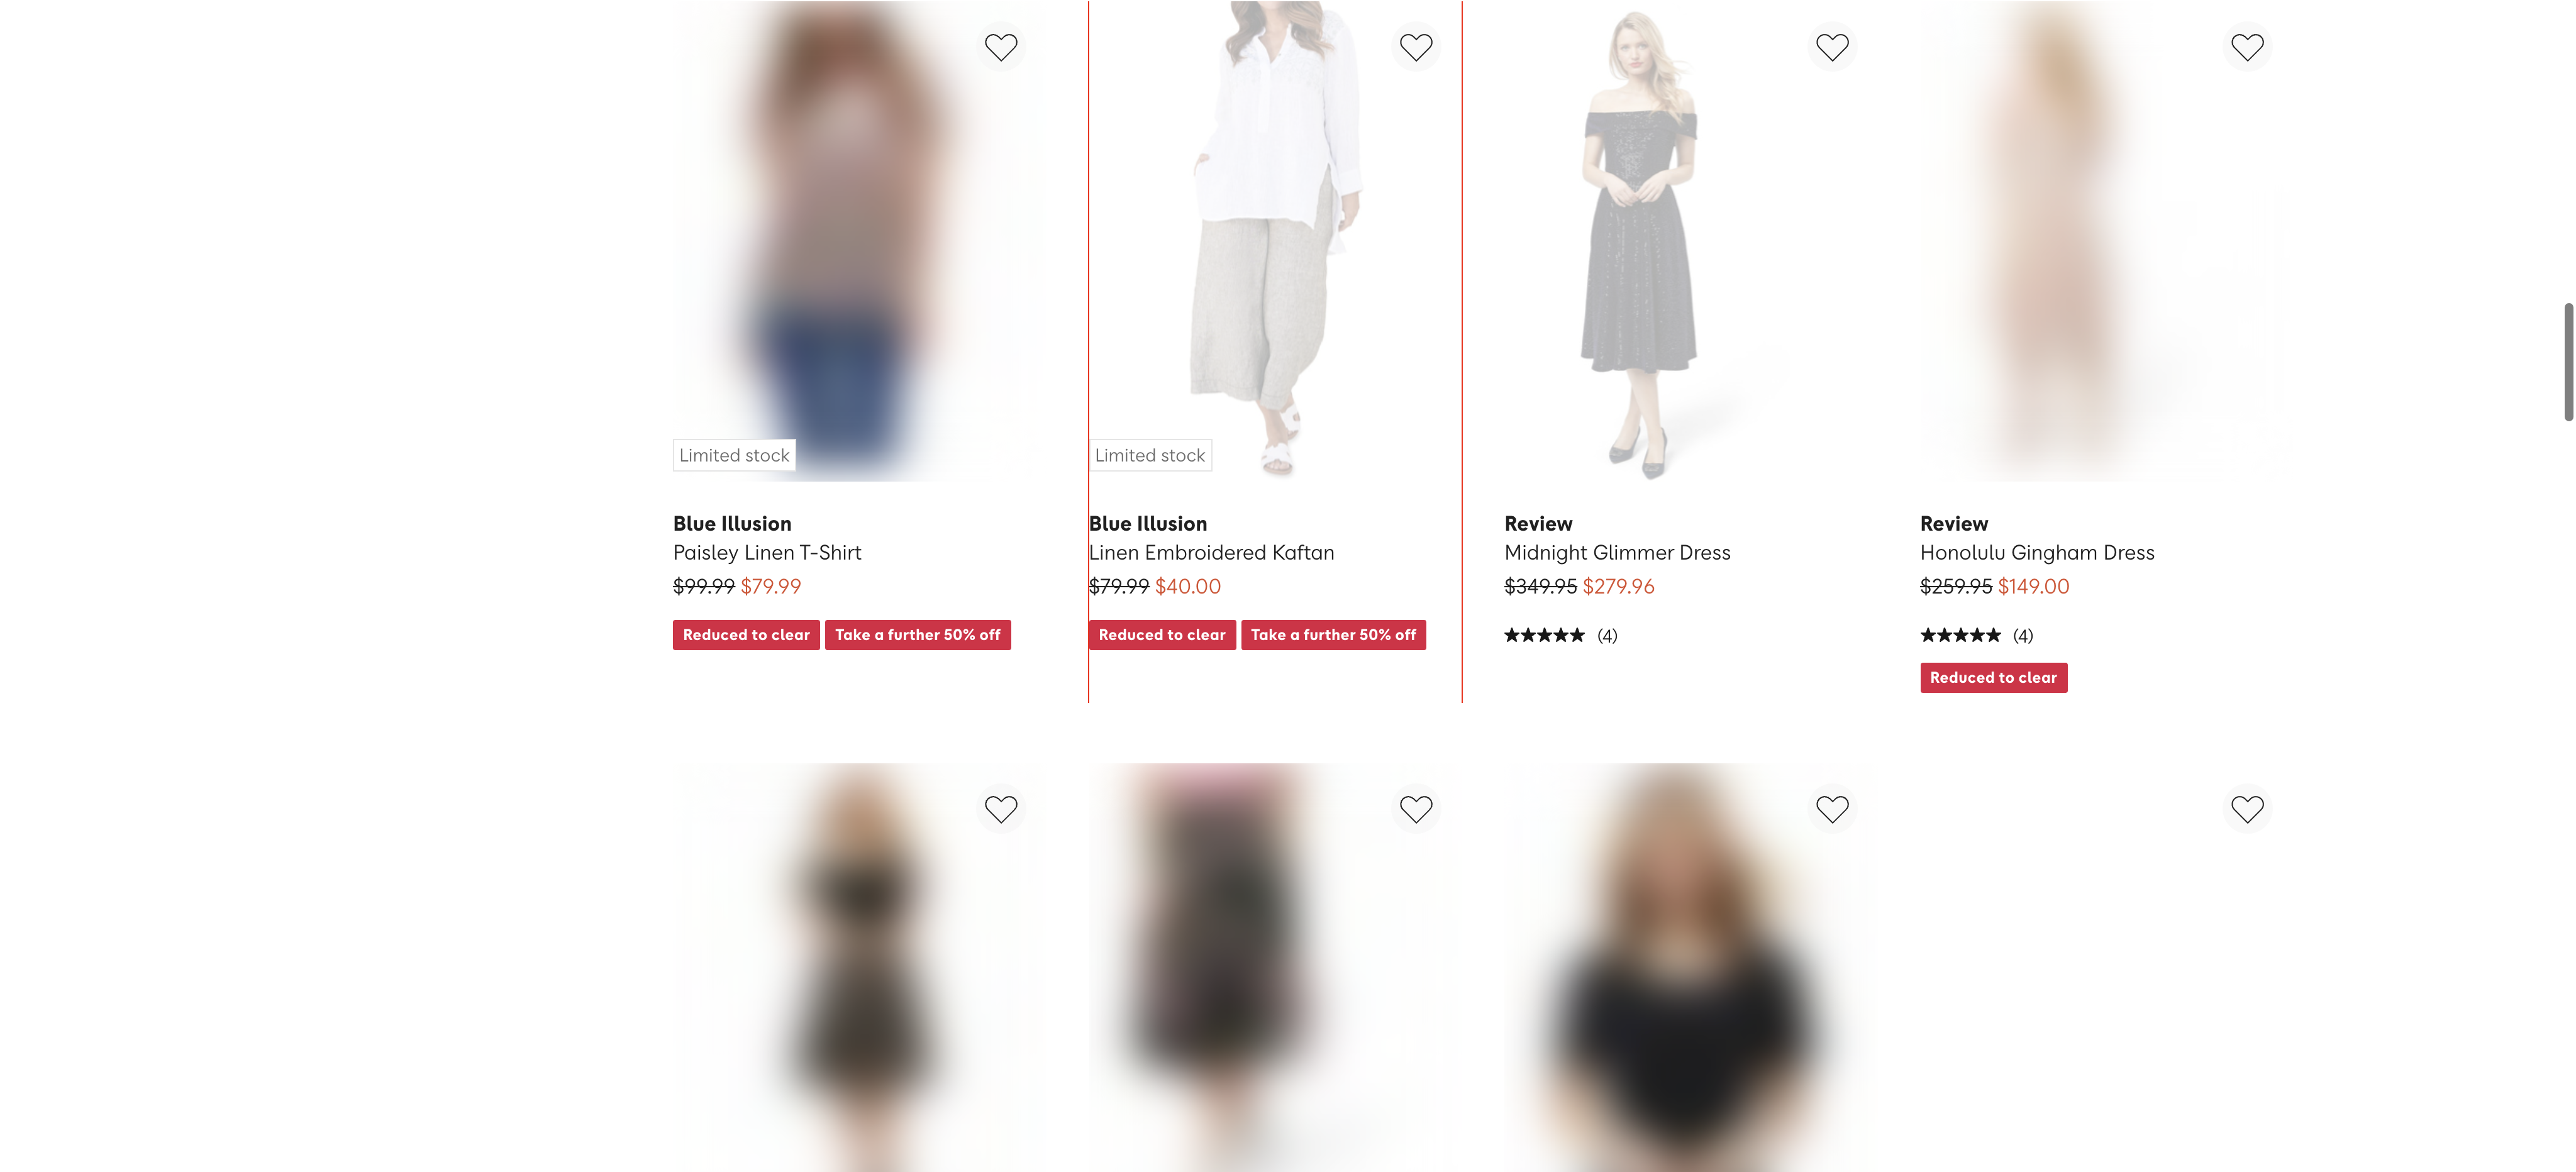 Limited stock
Blue Illusion
Paisley Linen T-Shirt
$99.99 $79.99
Reduced to clear Take a further 50% off
Limited stock
Blue Illusion
Linen Embroidered Kaftan
$79.99 $40.00
Reduced to clear Take a further 50% off
Review
Midnight Glimmer Dress
$349.95 $279.96
★★★★★ (4)
Review
Honolulu Gingham Dress
$259.95 $149.00
★★★★★ (4)
Reduced to clear